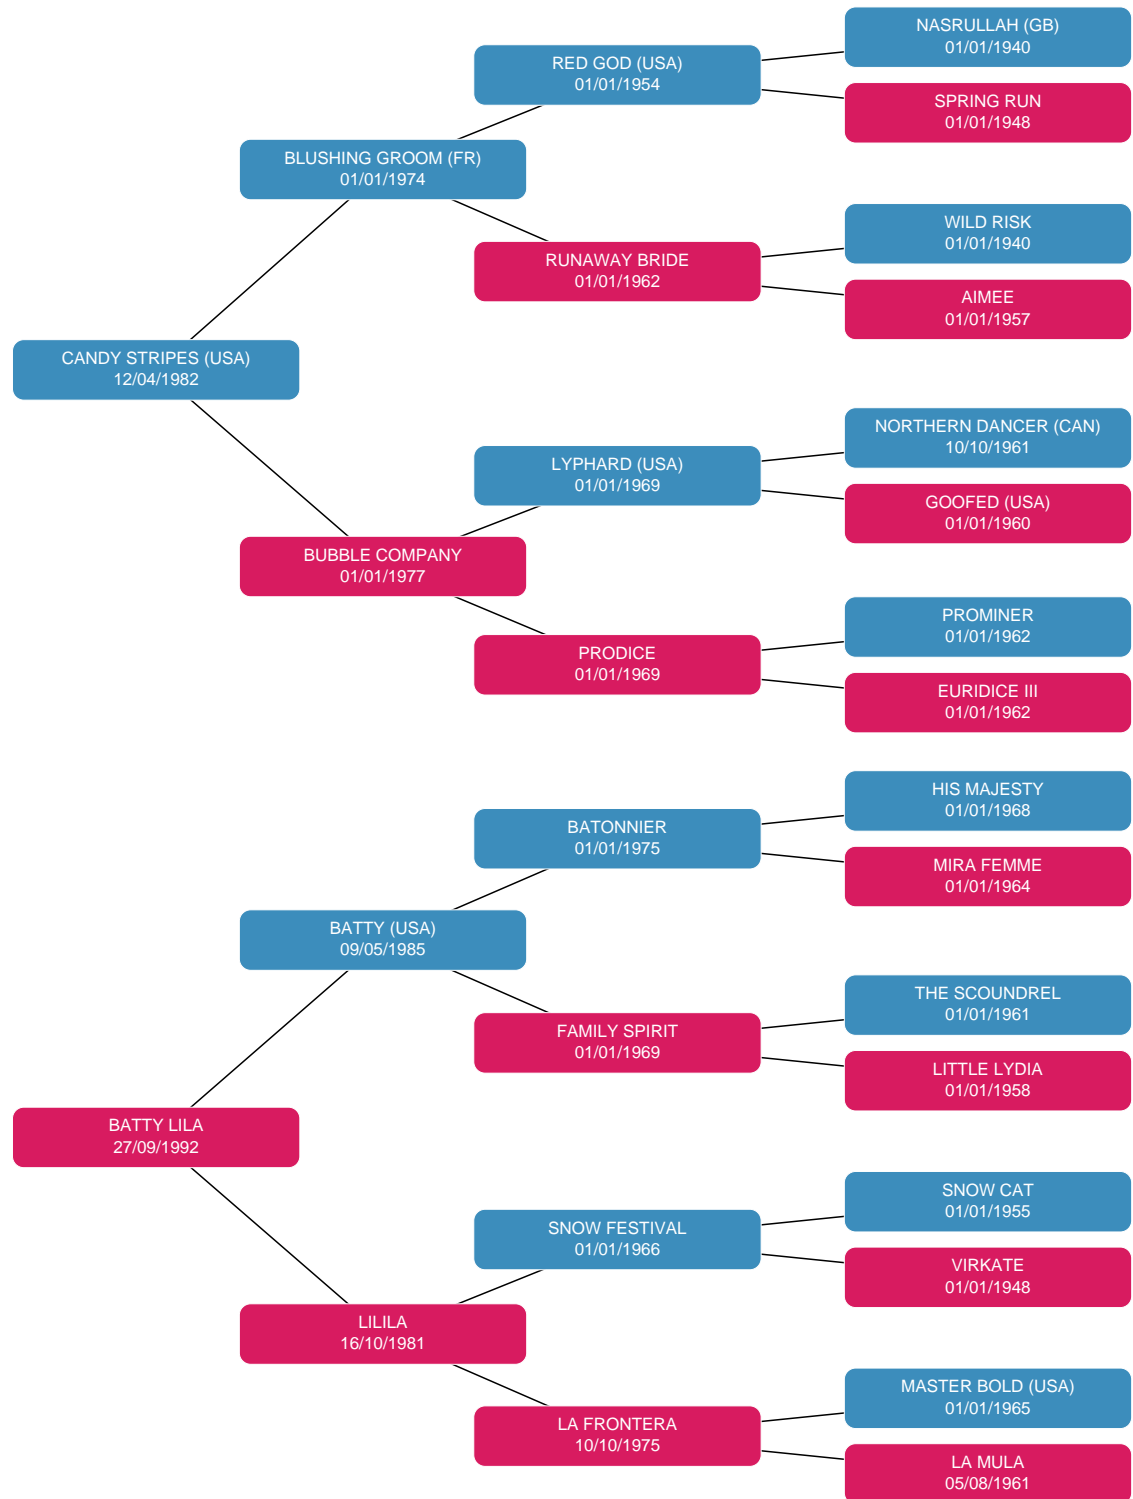 NASRULLAH (GB)
01/01/1940
RED GOD (USA)
01/01/1954
SPRING RUN
01/01/1948
BLUSHING GROOM (FR)
01/01/1974
WILD RISK
01/01/1940
RUNAWAY BRIDE
01/01/1962
AIMEE
01/01/1957
CANDY STRIPES (USA)
12/04/1982
NORTHERN DANCER (CAN)
10/10/1961
LYPHARD (USA)
01/01/1969
GOOFED (USA)
01/01/1960
BUBBLE COMPANY
01/01/1977
PROMINER
01/01/1962
PRODICE
01/01/1969
EURIDICE III
01/01/1962
HIS MAJESTY
01/01/1968
BATONNIER
01/01/1975
MIRA FEMME
01/01/1964
BATTY (USA)
09/05/1985
THE SCOUNDREL
01/01/1961
FAMILY SPIRIT
01/01/1969
LITTLE LYDIA
01/01/1958
BATTY LILA
27/09/1992
SNOW CAT
01/01/1955
SNOW FESTIVAL
01/01/1966
VIRKATE
01/01/1948
LILILA
16/10/1981
MASTER BOLD (USA)
01/01/1965
LA FRONTERA
10/10/1975
LA MULA
05/08/1961